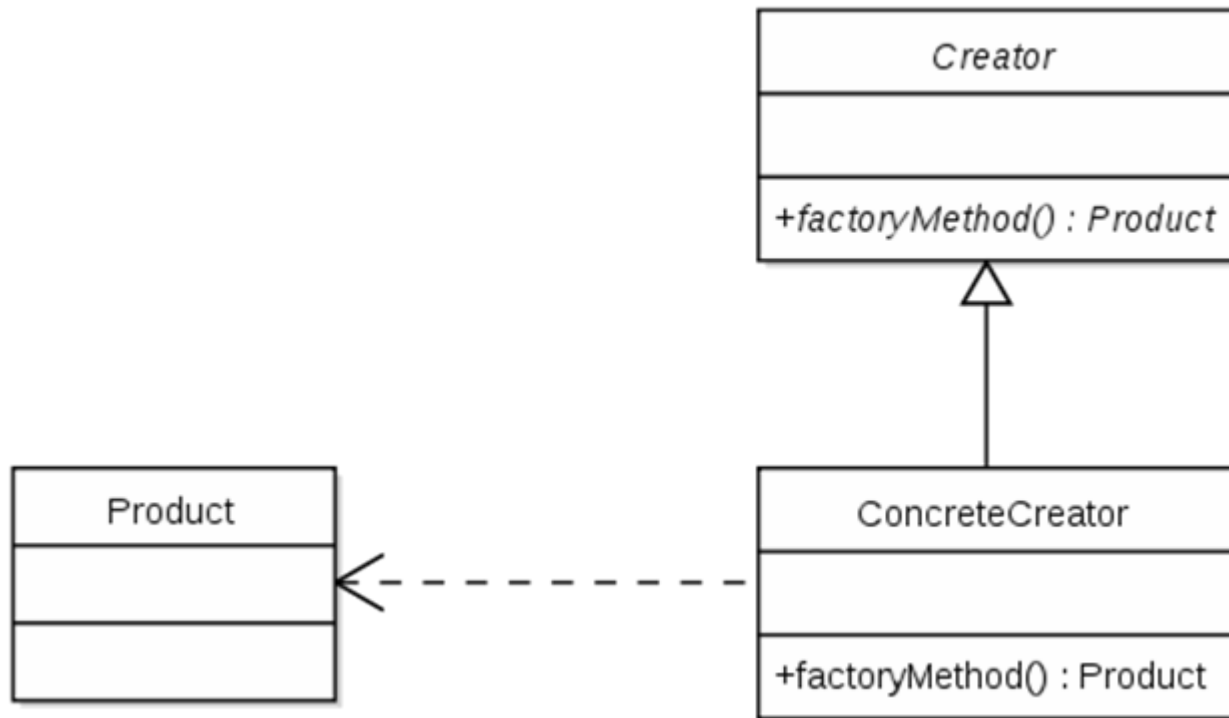 Creator
+factoryMethod() : Product
Product
ConcreteCreator
+factoryMethod() : Product